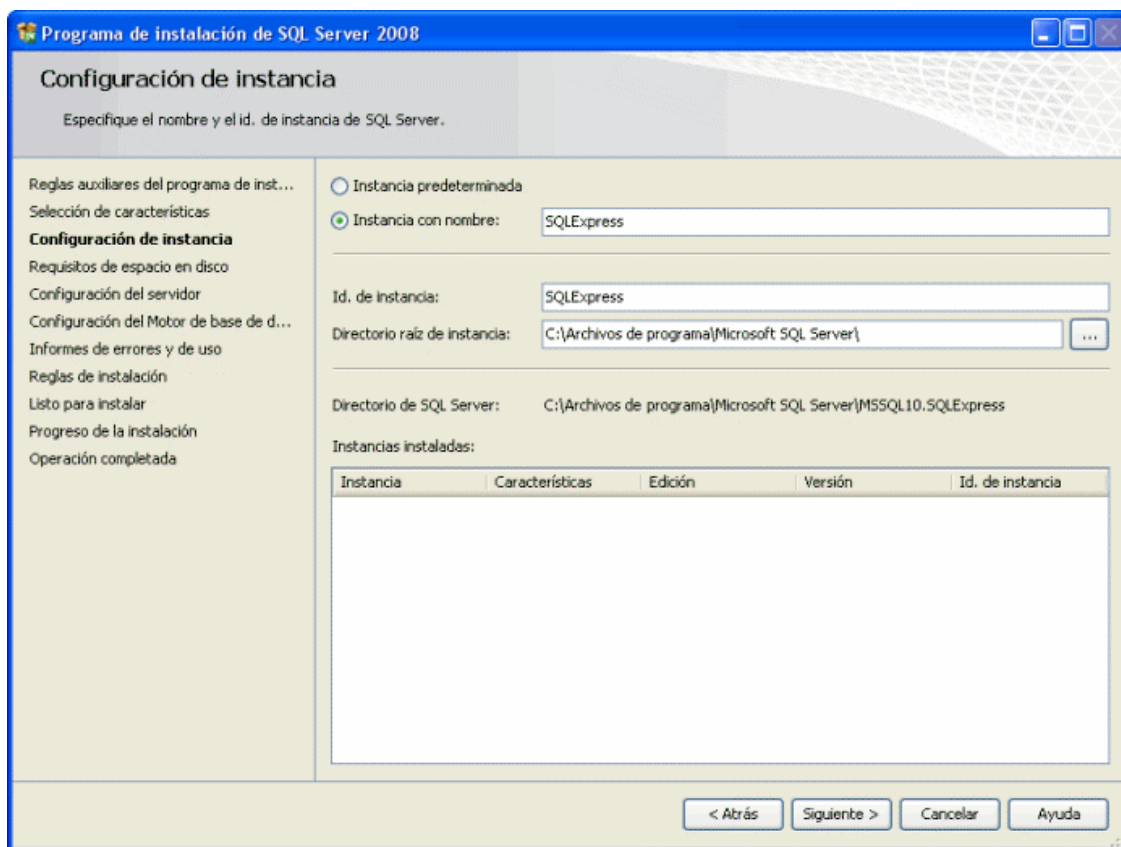 Programa de instalación de SQL Server 2008
Configuración de instancia
Especifique el nombre y el id. de instancia de SQL Server.
Reglas auxiliares del programa de inst...
Selección de características
Configuración de instancia
Requisitos de espacio en disco
Configuración del servidor
Configuración del Motor de base de d...
Informes de errores y de uso
Reglas de instalación
Listo para instalar
Progreso de la instalación
Operación completada
Instancia predeterminada
Instancia con nombre: SQLExpress
Id. de instancia: SQLExpress
Directorio raíz de instancia: C:\Archivos de programa\Microsoft SQL Server\ ...
Directorio de SQL Server: C:\Archivos de programa\Microsoft SQL Server\MSSQL10.SQLExpress
Instancias instaladas:
Instancia Características Edición Versión Id. de instancia
< Atrás Siguiente > Cancelar Ayuda